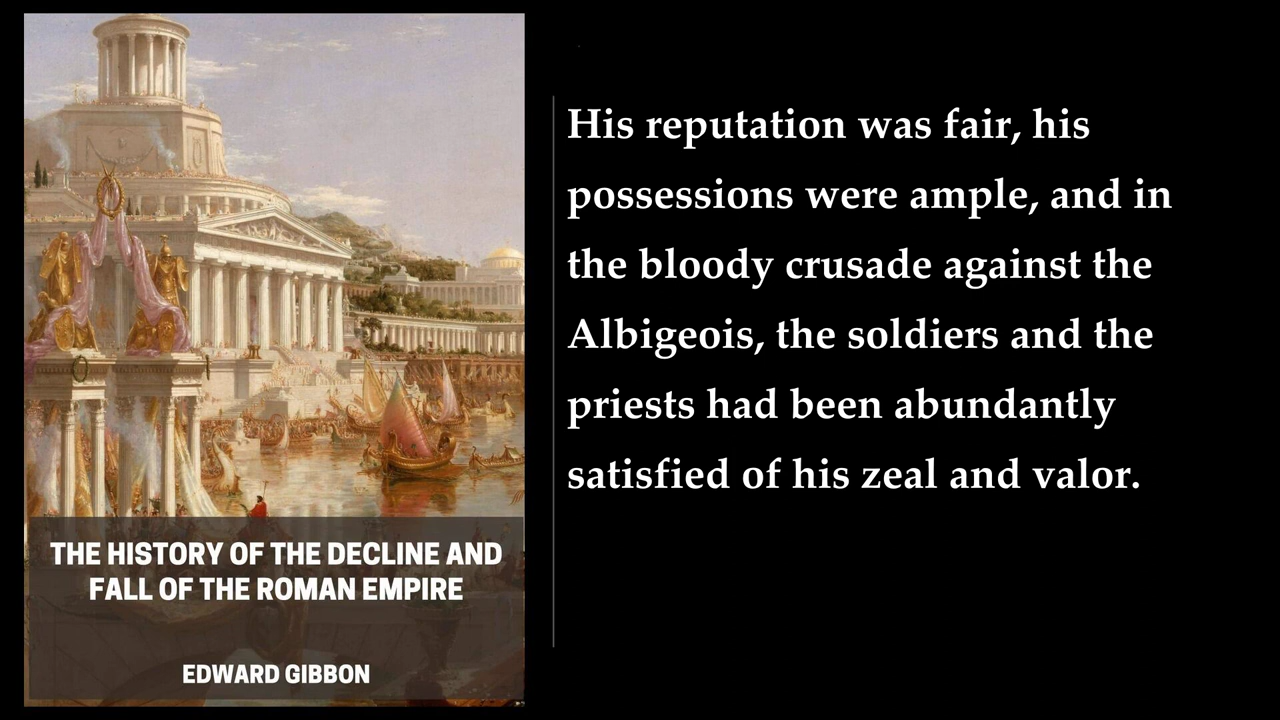 His reputation was fair, his
possessions were ample, and in
the bloody crusade against the
Albigeois, the soldiers and the
priests had been abundantly
satisfied of his zeal and valor.
THE HISTORY OF THE DECLINE AND
FALL OF THE ROMAN EMPIRE
EDWARD GIBBON